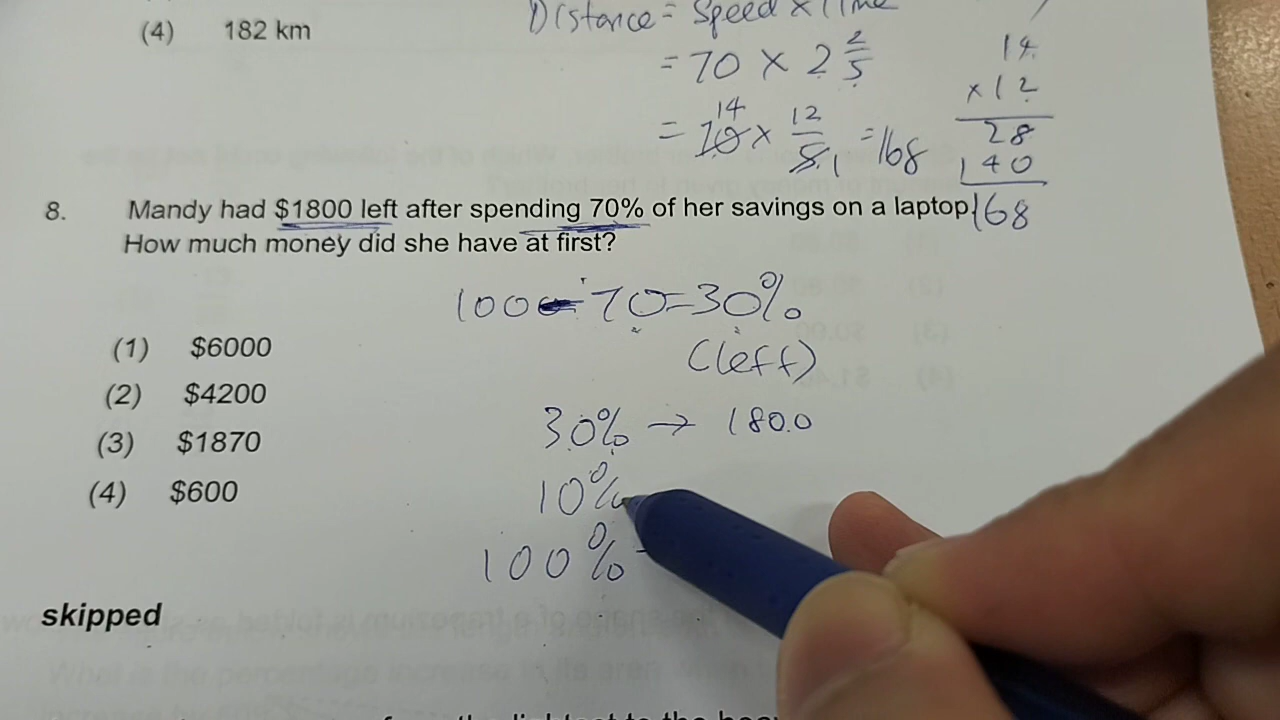 (4) 182 km
Distance = Speed x Time
= 70 x 2 2/5
14
x 12
28
140
168
14 12
= 70 x 12/5 1 = 168
8. Mandy had $1800 left after spending 70% of her savings on a laptop
How much money did she have at first?
100 - 70 = 30%
(left)
(1) $6000
(2) $4200
(3) $1870
(4) $600
30% → 1800
10%
100%
skipped